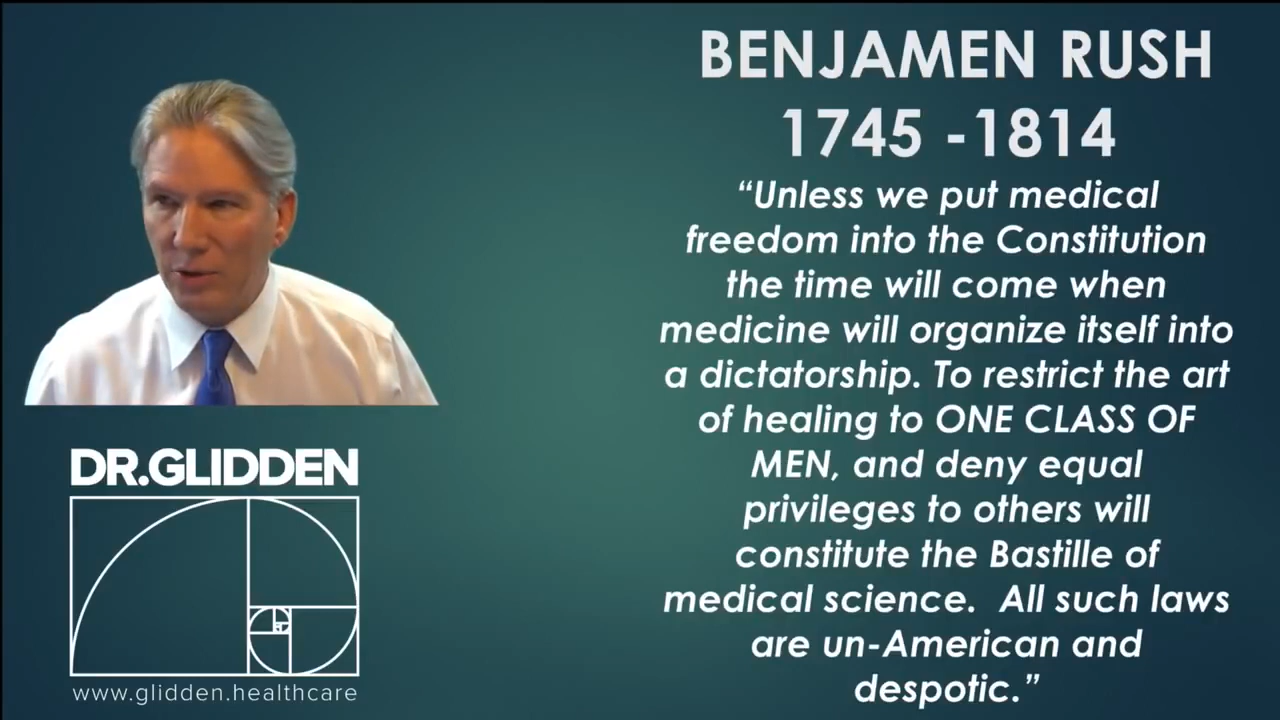 BENJAMEN RUSH
1745 -1814
“Unless we put medical
freedom into the Constitution
the time will come when
medicine will organize itself into
a dictatorship. To restrict the art
of healing to ONE CLASS OF
MEN, and deny equal
privileges to others will
constitute the Bastille of
medical science.  All such laws
are un-American and
despotic.”
DR.GLIDDEN
www.glidden.healthcare